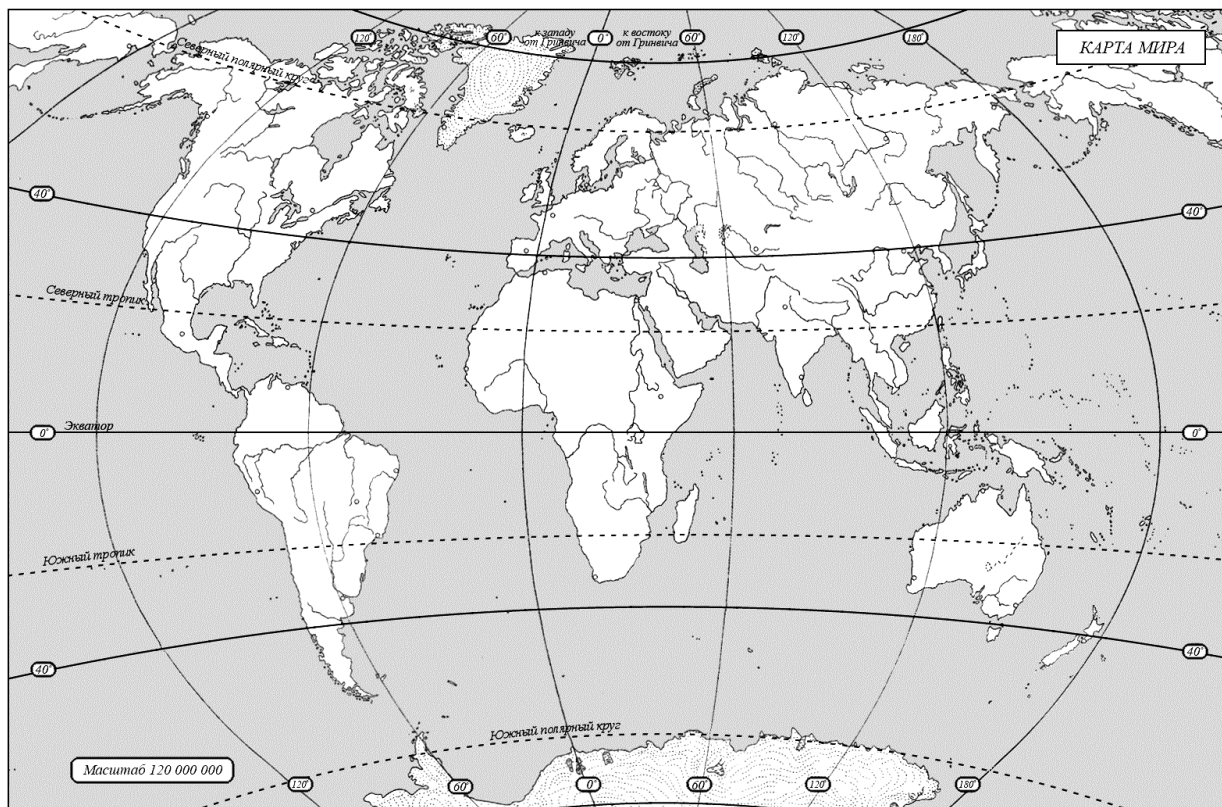 120° 60° к западу от Гринвича 0° к востоку от Гринвича 60° 120° 180°
КАРТА МИРА
Северный полярный круг
40° 40°
Северный тропик
0° Экватор 0°
Южный тропик
40° 40°
Южный полярный круг
Масштаб 120 000 000
120° 60° 0° 60° 120° 180°